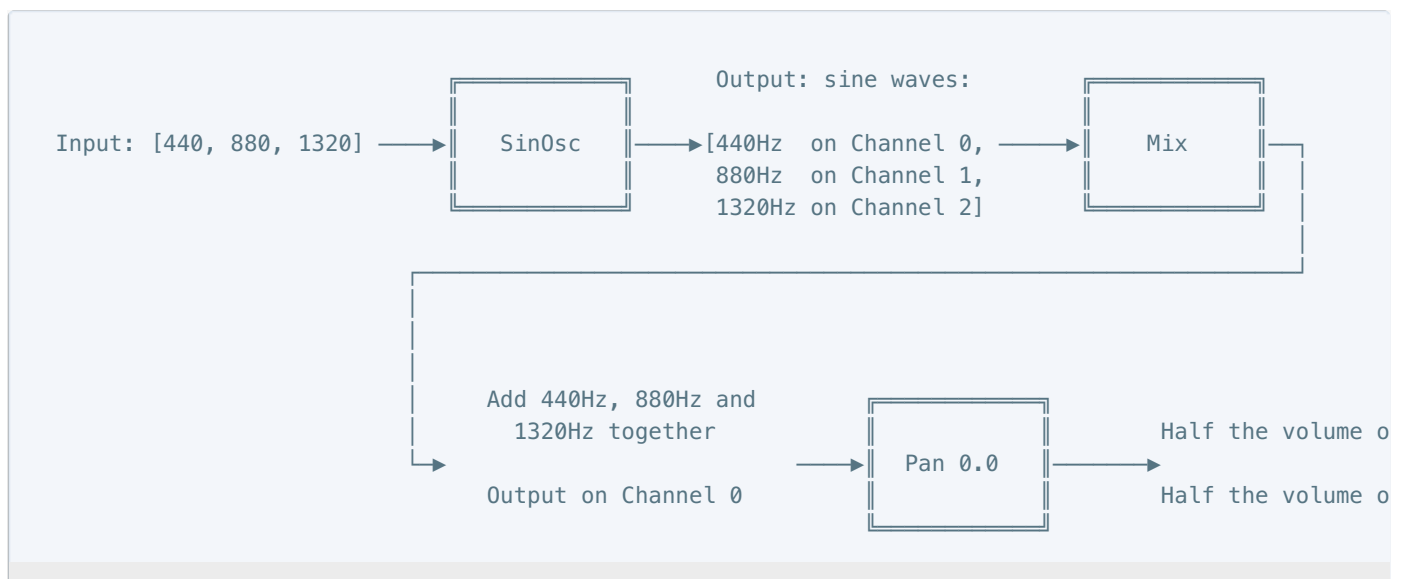 Output: sine waves:
Input: [440, 880, 1320]
SinOsc
[440Hz on Channel 0,
Mix
880Hz on Channel 1,
1320Hz on Channel 2]
Add 440Hz, 880Hz and
1320Hz together
Half the volume o
Pan 0.0
Output on Channel 0
Half the volume o